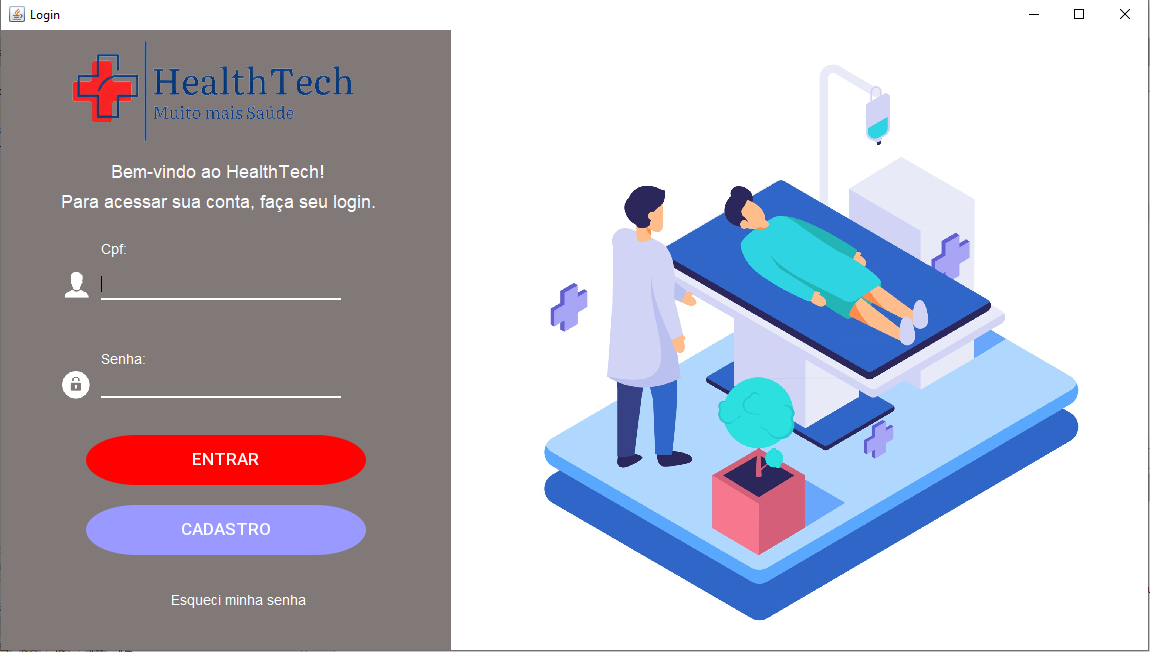 Login
HealthTech
Muito mais Saúde
Bem-vindo ao HealthTech!
Para acessar sua conta, faça seu login.
Cpf:
Senha:
ENTRAR
CADASTRO
Esqueci minha senha